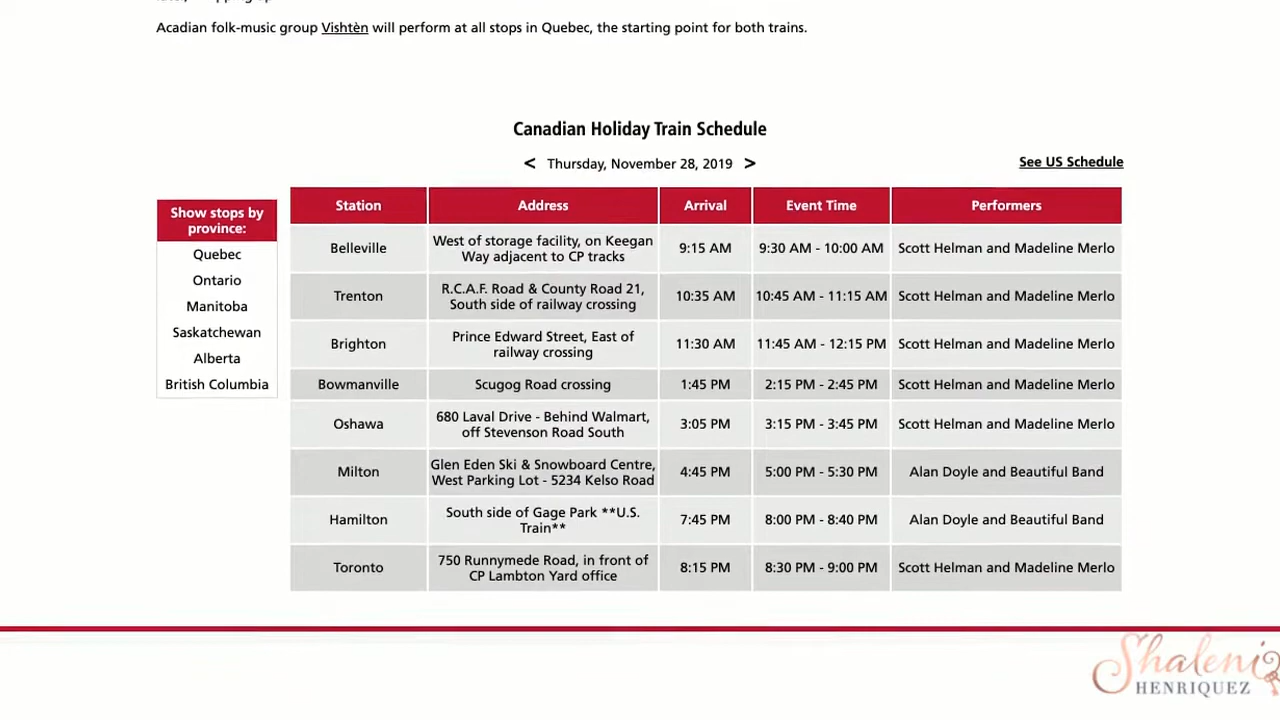 Acadian folk-music group Vishtèn will perform at all stops in Quebec, the starting point for both trains.
Canadian Holiday Train Schedule
< Thursday, November 28, 2019 >
See US Schedule
Show stops by
province:
Quebec
Ontario
Manitoba
Saskatchewan
Alberta
British Columbia
Station Address Arrival Event Time Performers
Belleville West of storage facility, on Keegan Way adjacent to CP tracks 9:15 AM 9:30 AM - 10:00 AM Scott Helman and Madeline Merlo
Trenton R.C.A.F. Road & County Road 21, South side of railway crossing 10:35 AM 10:45 AM - 11:15 AM Scott Helman and Madeline Merlo
Brighton Prince Edward Street, East of railway crossing 11:30 AM 11:45 AM - 12:15 PM Scott Helman and Madeline Merlo
Bowmanville Scugog Road crossing 1:45 PM 2:15 PM - 2:45 PM Scott Helman and Madeline Merlo
Oshawa 680 Laval Drive - Behind Walmart, off Stevenson Road South 3:05 PM 3:15 PM - 3:45 PM Scott Helman and Madeline Merlo
Milton Glen Eden Ski & Snowboard Centre, West Parking Lot - 5234 Kelso Road 4:45 PM 5:00 PM - 5:30 PM Alan Doyle and Beautiful Band
Hamilton South side of Gage Park **U.S. Train** 7:45 PM 8:00 PM - 8:40 PM Alan Doyle and Beautiful Band
Toronto 750 Runnymede Road, in front of CP Lambton Yard office 8:15 PM 8:30 PM - 9:00 PM Scott Helman and Madeline Merlo
Shaleni
HENRIQUEZ